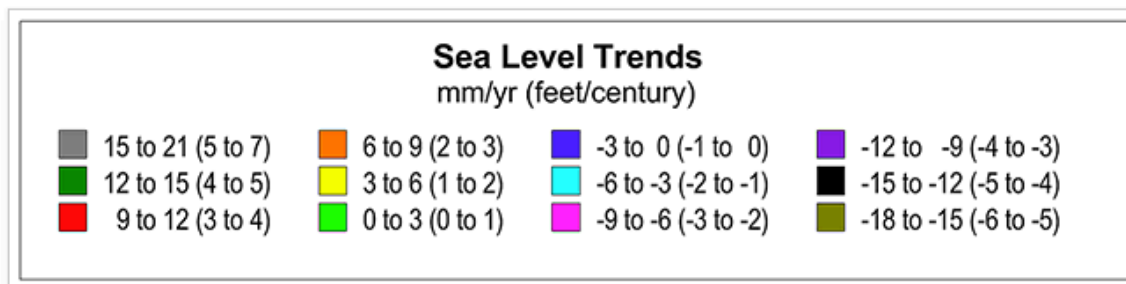 Sea Level Trends
mm/yr (feet/century)
15 to 21 (5 to 7)
12 to 15 (4 to 5)
9 to 12 (3 to 4)
6 to 9 (2 to 3)
3 to 6 (1 to 2)
0 to 3 (0 to 1)
-3 to 0 (-1 to 0)
-6 to -3 (-2 to -1)
-9 to -6 (-3 to -2)
-12 to -9 (-4 to -3)
-15 to -12 (-5 to -4)
-18 to -15 (-6 to -5)